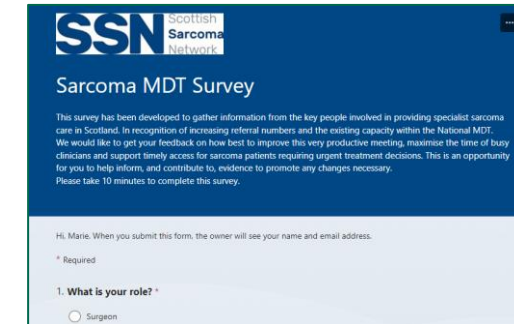 SSN
Scottish
Sarcoma
Network
...
Sarcoma MDT Survey
This survey has been developed to gather information from the key people involved in providing specialist sarcoma
care in Scotland. In recognition of increasing referral numbers and the existing capacity within the National MDT.
We would like to get your feedback on how best to improve this very productive meeting, maximise the time of busy
clinicians and support timely access for sarcoma patients requiring urgent treatment decisions. This is an opportunity
for you to help inform, and contribute to, evidence to promote any changes necessary.
Please take 10 minutes to complete this survey.
Hi, Marie. When you submit this form, the owner will see your name and email address.
* Required
1. What is your role? *
Surgeon